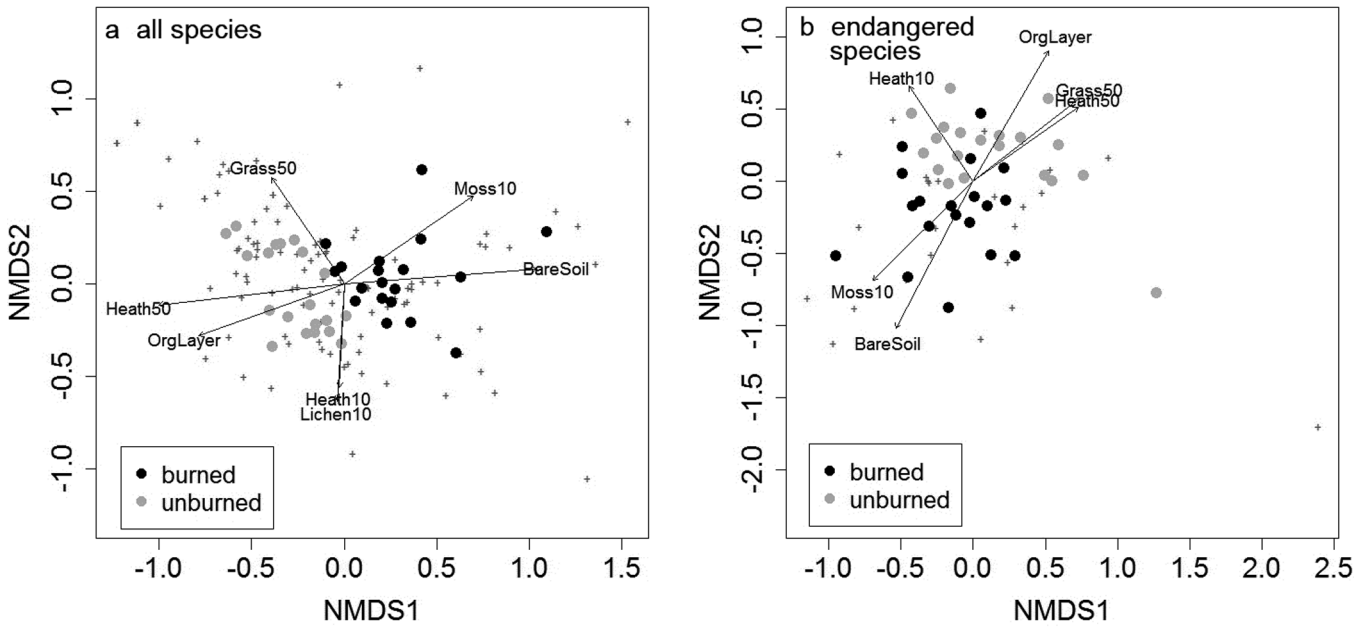 a all species
1.0
0.5
0.0
-0.5
-1.0
NMDS2
Grass50
Moss10
BareSoil
Heath50
OrgLayer
Heath10
Lichen10
burned
unburned
-1.0 -0.5 0.0 0.5 1.0 1.5
NMDS1
b endangered
species
1.0
0.5
0.0
-0.5
-1.0
-1.5
-2.0
NMDS2
OrgLayer
Heath10
Grass50
Heath50
Moss10
BareSoil
burned
unburned
-1.0 -0.5 0.0 0.5 1.0 1.5 2.0 2.5
NMDS1